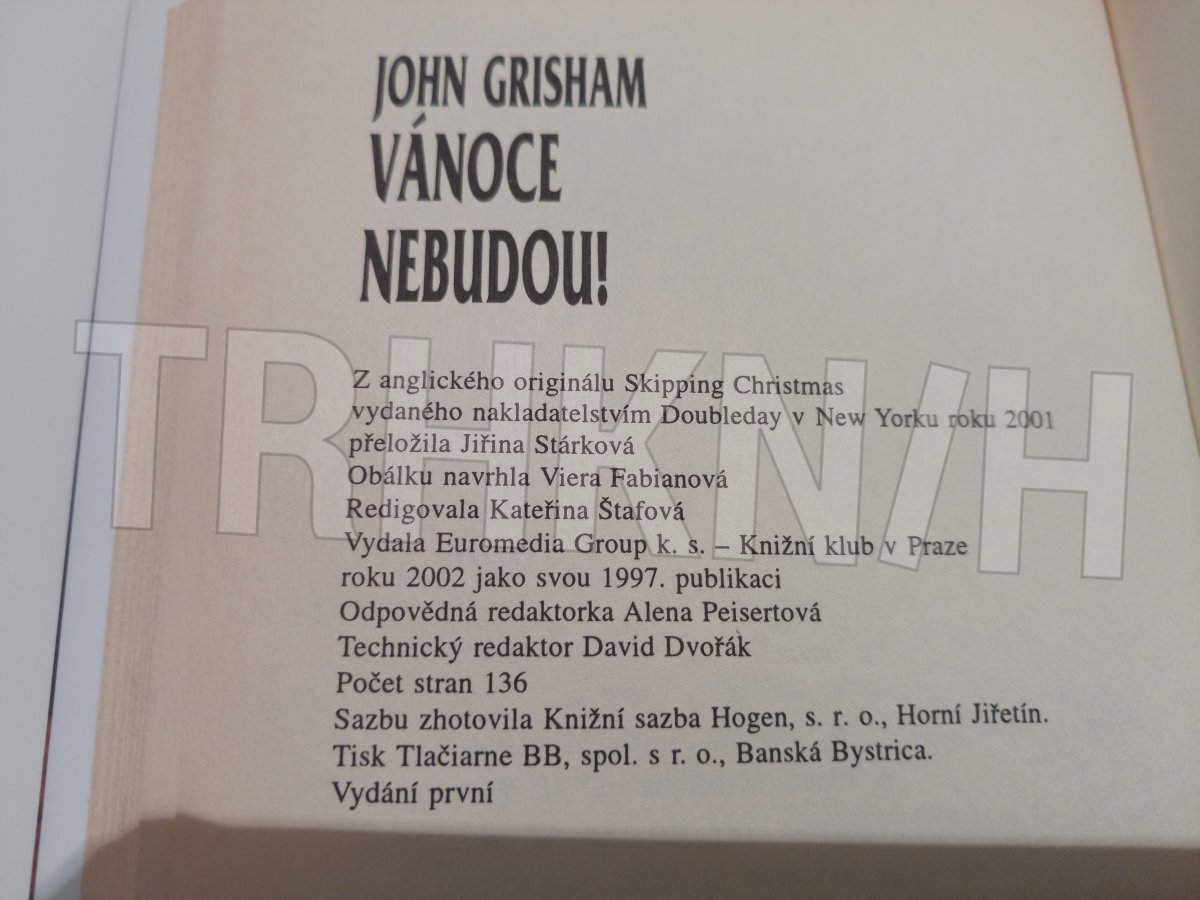 JOHN GRISHAM
VÁNOCE
NEBUDOU!
Z anglického originálu Skipping Christmas
vydaného nakladatelstvím Doubleday v New Yorku roku 2001
přeložila Jiřina Stárková
Obálku navrhla Viera Fabianová
Redigovala Kateřina Štafová
Vydala Euromedia Group k. s. – Knižní klub v Praze
roku 2002 jako svou 1997. publikaci
Odpovědná redaktorka Alena Peisertová
Technický redaktor David Dvořák
Počet stran 136
Sazbu zhotovila Knižní sazba Hogen, s. r. o., Horní Jiřetín.
Tisk Tlačiarne BB, spol. s r. o., Banská Bystrica.
Vydání první
TRHKN/H